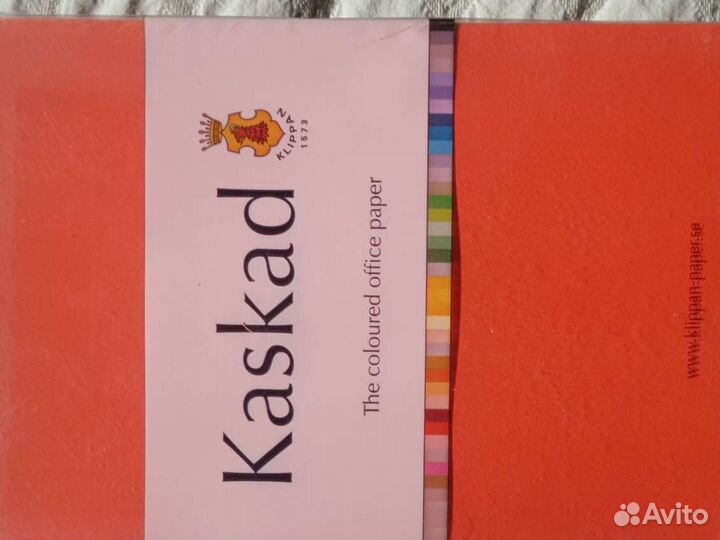 KLIPPAN
1573
Kaskad
The coloured office paper
www.klippan-paper.se
Avito